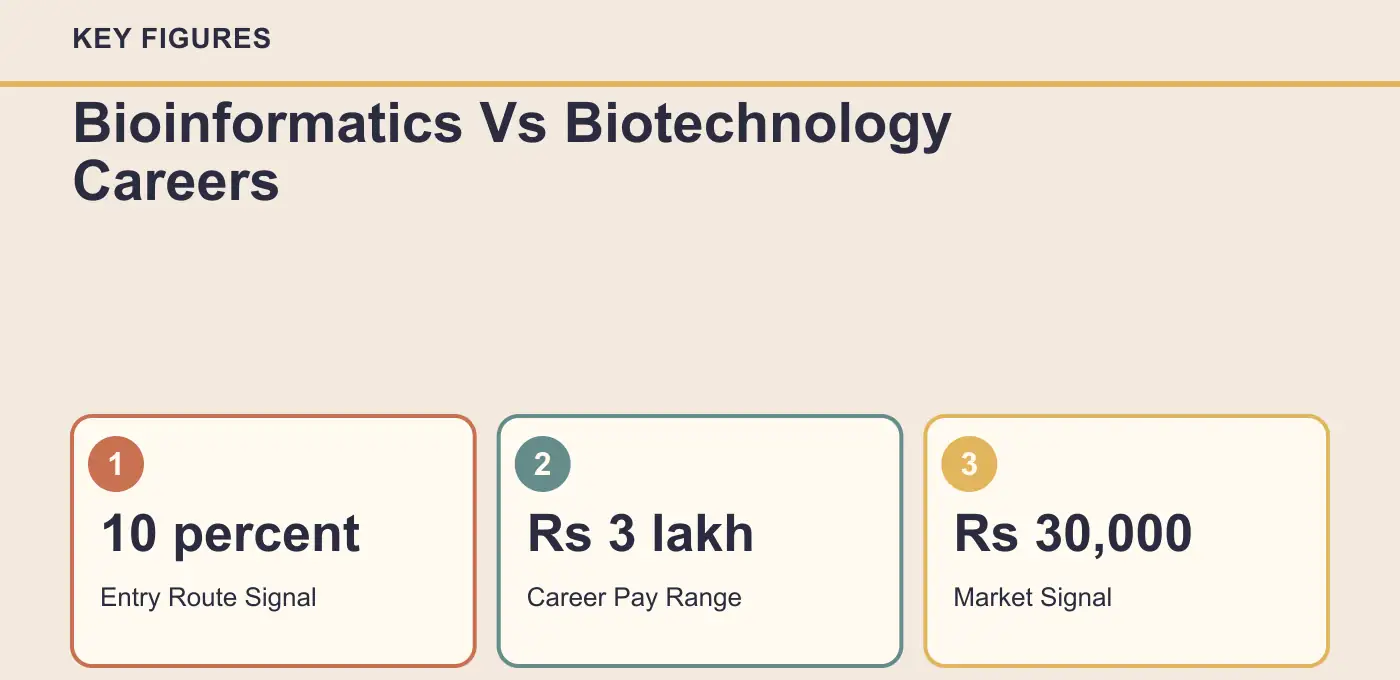 KEY FIGURES
Bioinformatics Vs Biotechnology
Careers
1
10 percent
Entry Route Signal
2
Rs 3 lakh
Career Pay Range
3
Rs 30,000
Market Signal